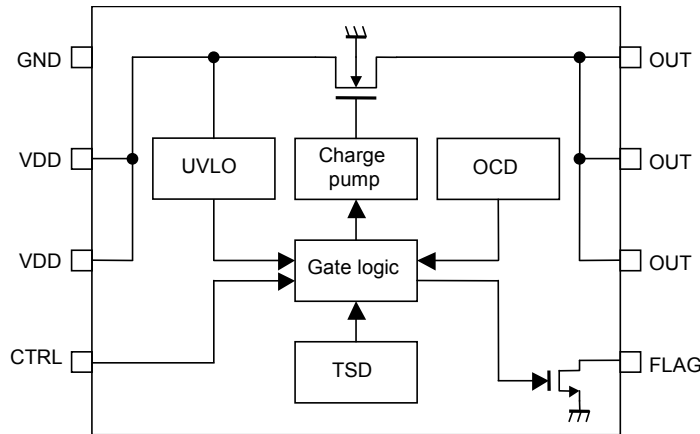 GND
OUT
VDD
UVLO
Charge
pump
OCD
OUT
VDD
Gate logic
OUT
CTRL
TSD
FLAG